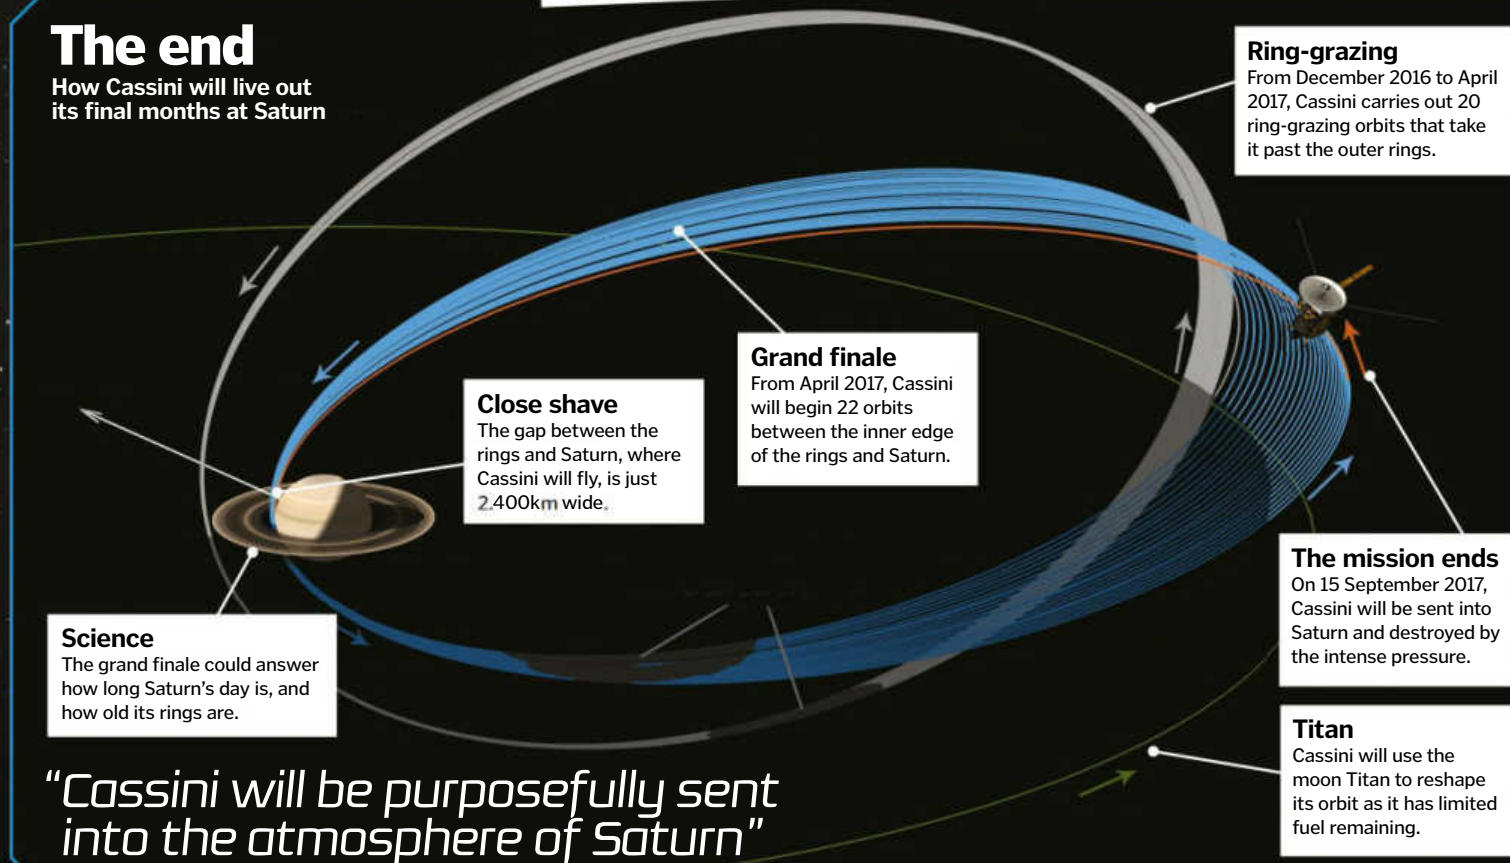 The end
How Cassini will live out
its final months at Saturn
Ring-grazing
From December 2016 to April
2017, Cassini carries out 20
ring-grazing orbits that take
it past the outer rings.
Grand finale
From April 2017, Cassini
will begin 22 orbits
between the inner edge
of the rings and Saturn.
Close shave
The gap between the
rings and Saturn, where
Cassini will fly, is just
2.400km wide.
The mission ends
On 15 September 2017,
Cassini will be sent into
Saturn and destroyed by
the intense pressure.
Science
The grand finale could answer
how long Saturn’s day is, and
how old its rings are.
Titan
Cassini will use the
moon Titan to reshape
its orbit as it has limited
fuel remaining.
“Cassini will be purposefully sent
into the atmosphere of Saturn”